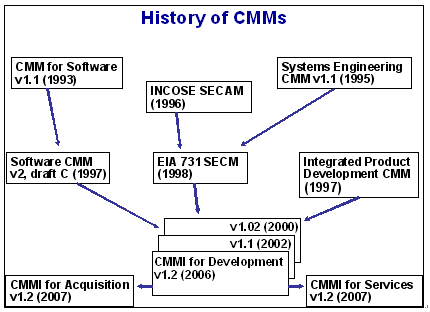 History of CMMs
CMM for Software
v1.1 (1993)
INCOSE SECAM
(1996)
Systems Engineering
CMM v1.1 (1995)
Software CMM
v2, draft C (1997)
EIA 731 SECM
(1998)
Integrated Product
Development CMM
(1997)
v1.02 (2000)
v1.1 (2002)
CMMI for Development
v1.2 (2006)
CMMI for Acquisition
v1.2 (2007)
CMMI for Services
v1.2 (2007)